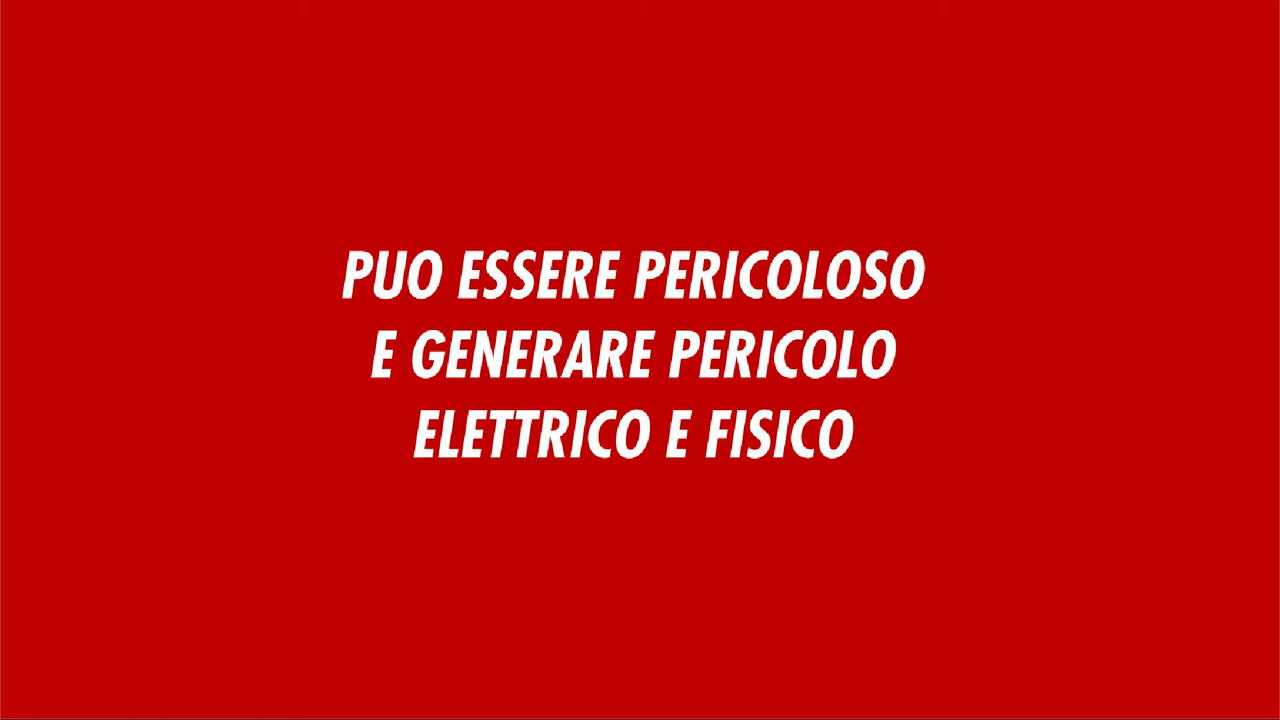 PUO ESSERE PERICOLOSO
E GENERARE PERICOLO
ELETTRICO E FISICO